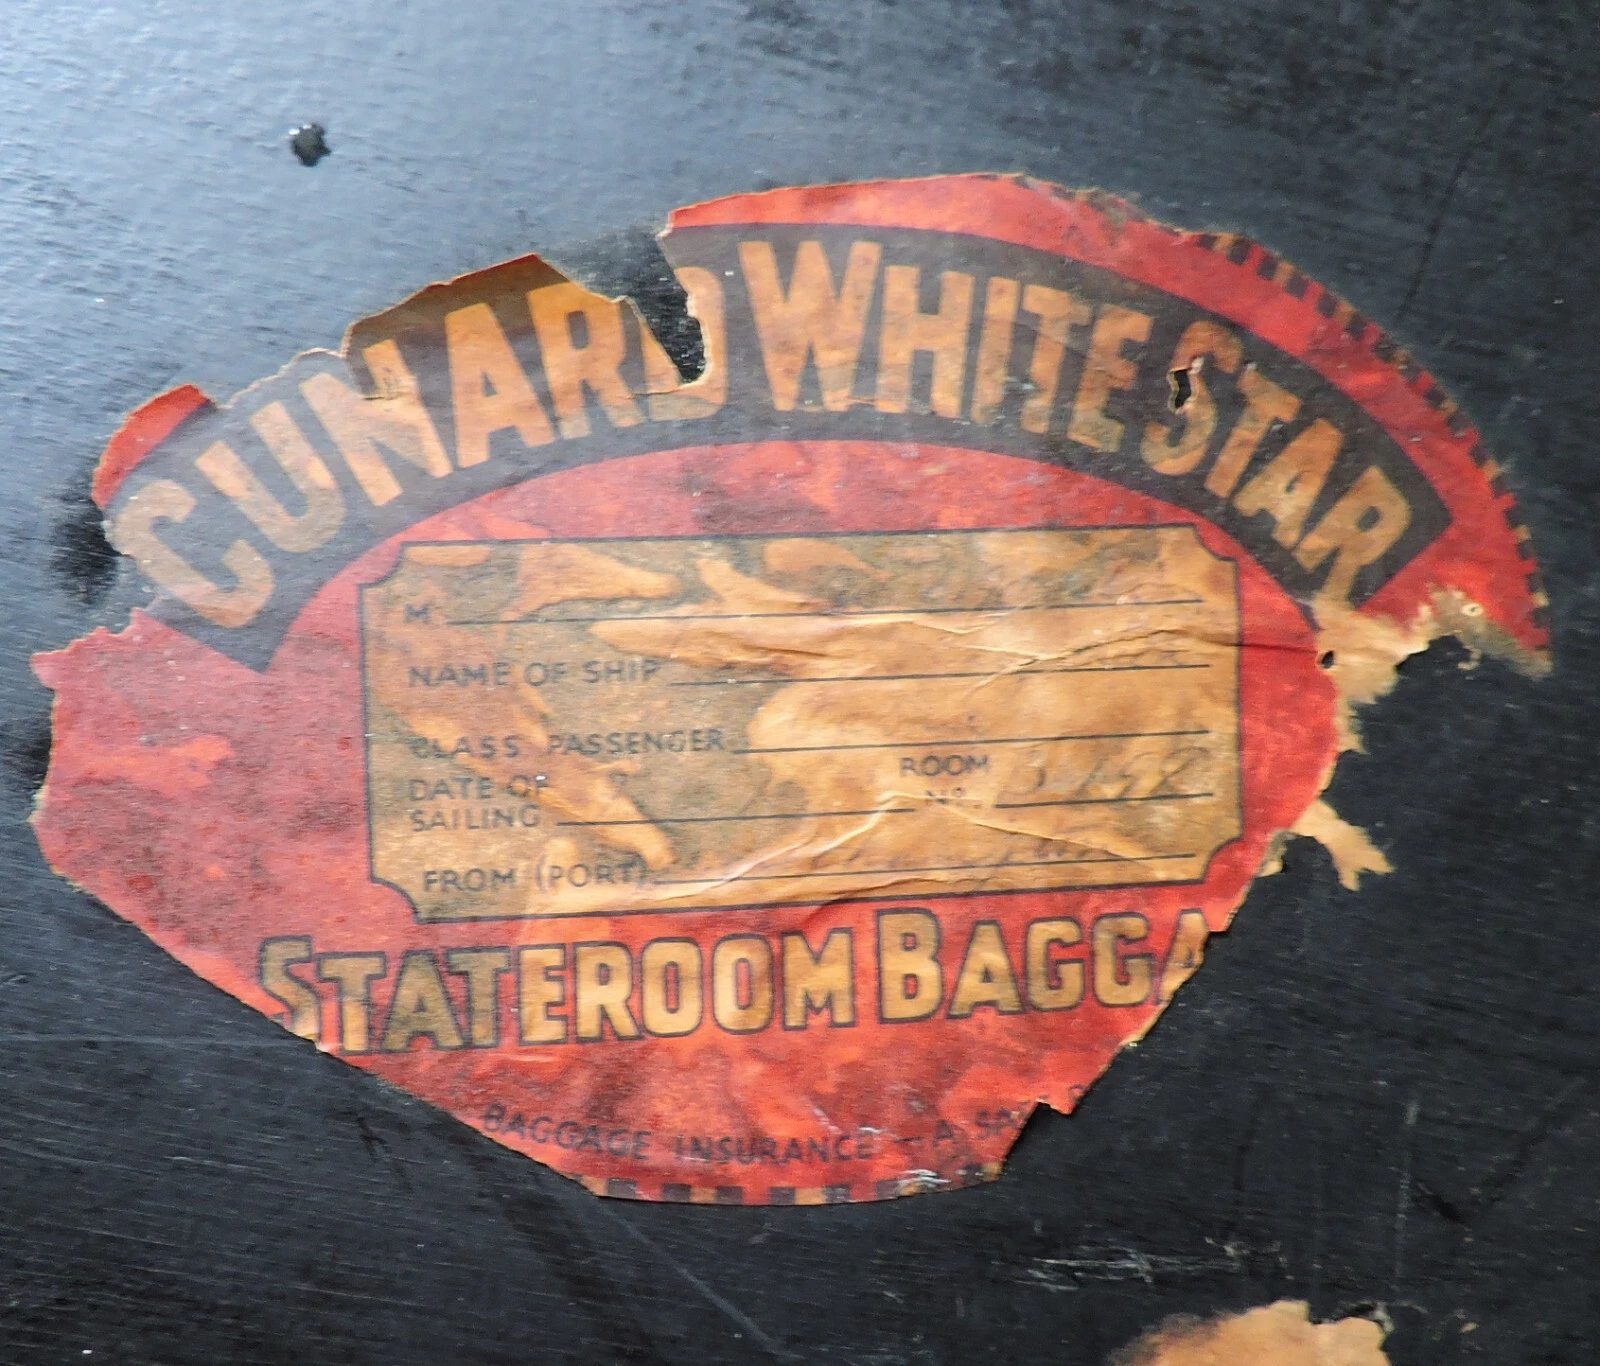 CUNARD WHITE STAR
M
NAME OF SHIP
CLASS PASSENGER
DATE OF SAILING
ROOM Nº
FROM (PORT)
STATEROOM BAGGA
BAGGAGE INSURANCE — A